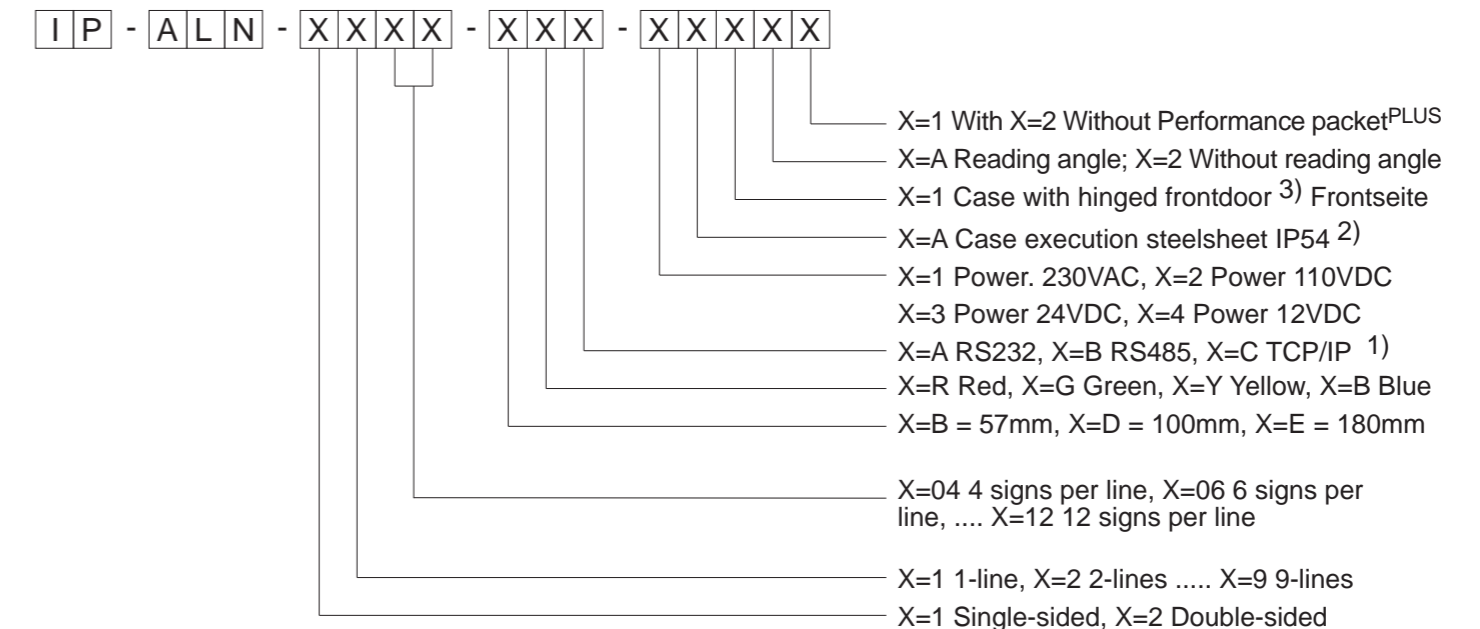 IP - ALN - XXXX - XXX - XXXXX
X=1 With X=2 Without Performance packetPLUS
X=A Reading angle; X=2 Without reading angle
X=1 Case with hinged frontdoor 3) Frontseite
X=A Case execution steelsheet IP54 2)
X=1 Power. 230VAC, X=2 Power 110VDC
X=3 Power 24VDC, X=4 Power 12VDC
X=A RS232, X=B RS485, X=C TCP/IP 1)
X=R Red, X=G Green, X=Y Yellow, X=B Blue
X=B = 57mm, X=D = 100mm, X=E = 180mm
X=04 4 signs per line, X=06 6 signs per
line, .... X=12 12 signs per line
X=1 1-line, X=2 2-lines ..... X=9 9-lines
X=1 Single-sided, X=2 Double-sided